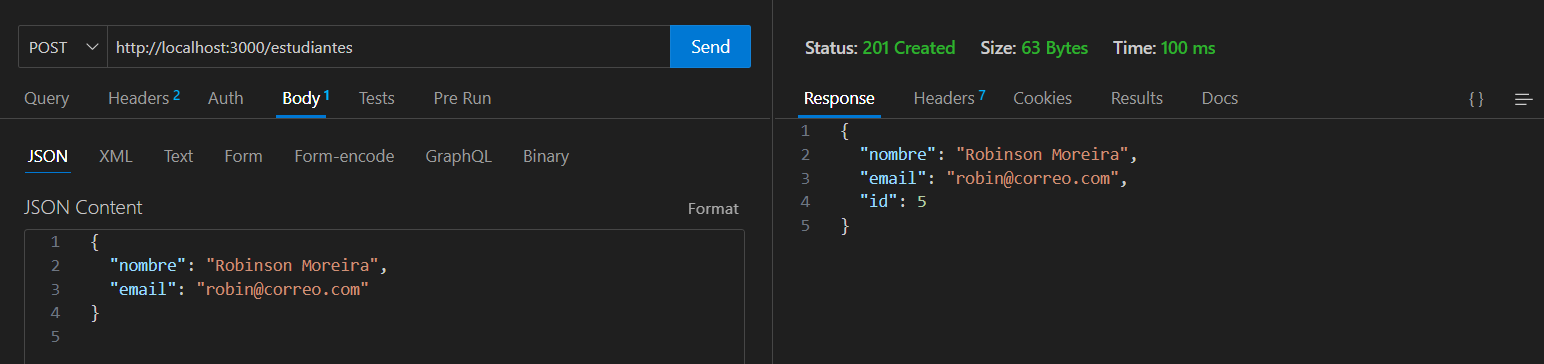 POST http://localhost:3000/estudiantes Send
Query Headers 2 Auth Body 1 Tests Pre Run
JSON XML Text Form Form-encode GraphQL Binary
JSON Content Format
1 {
2 "nombre": "Robinson Moreira",
3 "email": "robin@correo.com"
4 }
5
Status: 201 Created Size: 63 Bytes Time: 100 ms
Response Headers 7 Cookies Results Docs { }
1 {
2 "nombre": "Robinson Moreira",
3 "email": "robin@correo.com",
4 "id": 5
5 }